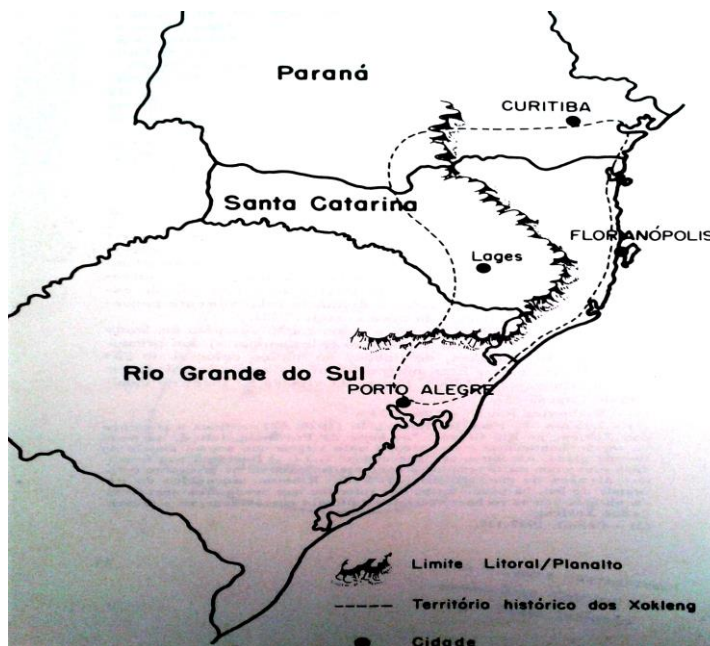 Paraná
CURITIBA
Santa Catarina
FLORIANÓPOLIS
Lages
Rio Grande do Sul
PORTO ALEGRE
Limite Litoral/Planalto
Território histórico dos Xokleng
Cidade